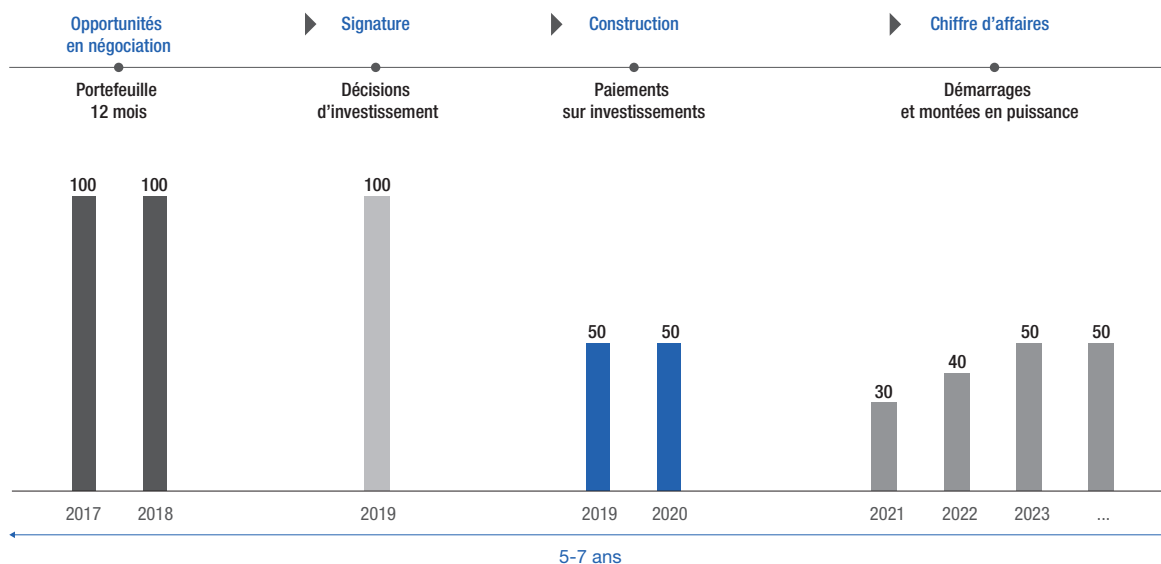 Opportunités
en négociation
Signature
Construction
Chiffre d’affaires
Portefeuille
12 mois
Décisions
d’investissement
Paiements
sur investissements
Démarrages
et montées en puissance
100 100 100 50 50 30 40 50 50
2017 2018 2019 2019 2020 2021 2022 2023 ...
5-7 ans